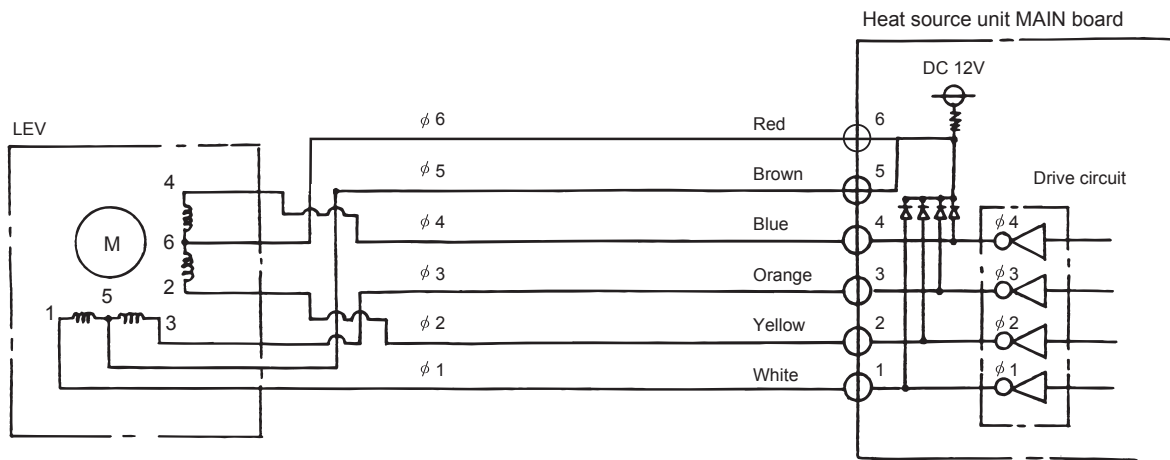 Heat source unit MAIN board
DC 12V
LEV
ϕ 6 Red 6
ϕ 5 Brown 5
Drive circuit
4
ϕ 4 Blue 4 ϕ 4
M
6
ϕ 3 Orange 3 ϕ 3
2
5
1 3
ϕ 2 Yellow 2 ϕ 2
ϕ 1 White 1 ϕ 1